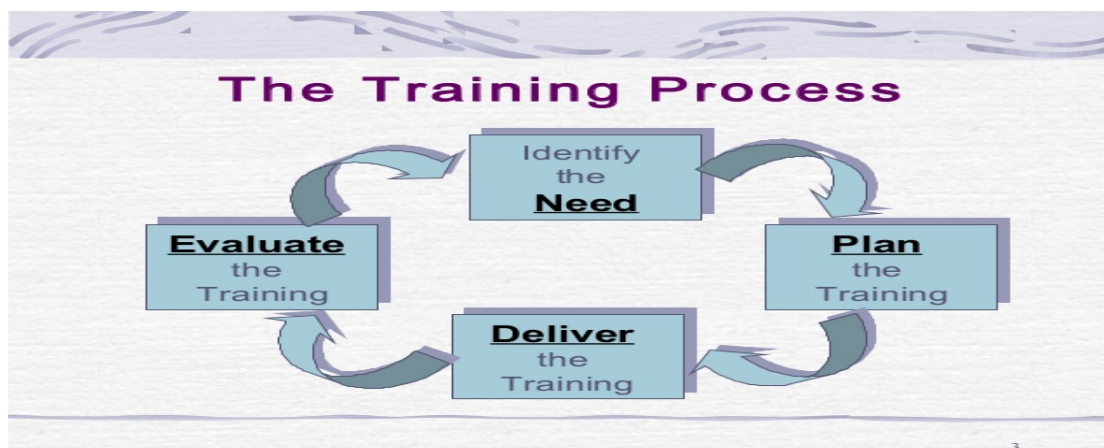 The Training Process
Identify
the
Need
Plan
the
Training
Deliver
the
Training
Evaluate
the
Training
3